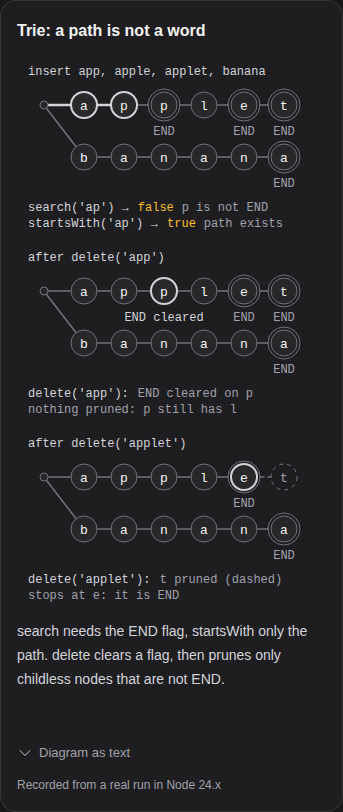 Trie: a path is not a word
insert app, apple, applet, banana
a p p l e t
END END END
b a n a n a
END
search('ap') → false p is not END
startsWith('ap') → true path exists
after delete('app')
a p p l e t
END cleared END END
b a n a n a
END
delete('app'): END cleared on p
nothing pruned: p still has l
after delete('applet')
a p p l e t
END
b a n a n a
END
delete('applet'): t pruned (dashed)
stops at e: it is END
search needs the END flag, startsWith only the
path. delete clears a flag, then prunes only
childless nodes that are not END.
Diagram as text
Recorded from a real run in Node 24.x